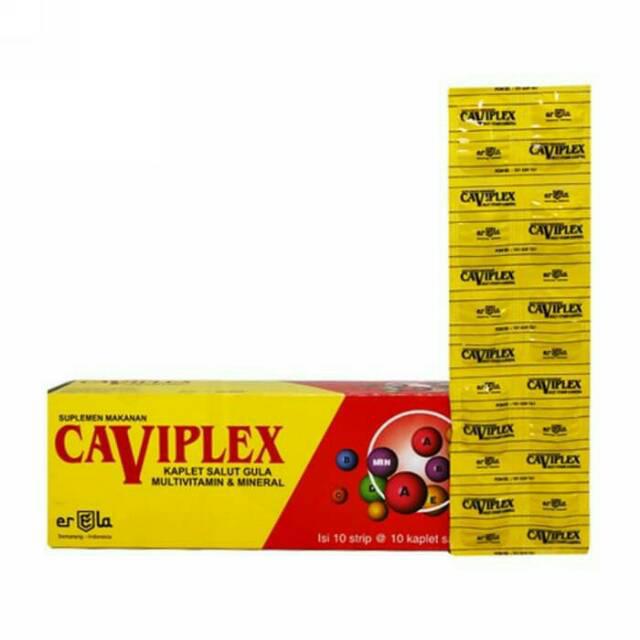 SUPLEMEN MAKANAN
CAVIPLEX
KAPLET SALUT GULA
MULTIVITAMIN & MINERAL
erela
Semarang - Indonesia
B
MIN
A
C
A
E
Isi 10 strip @ 10 kaplet sa
CAVIPLEX erela
erela CAVIPLEX
CAVIPLEX erela
erela CAVIPLEX
CAVIPLEX erela
erela CAVIPLEX
CAVIPLEX erela
erela CAVIPLEX
CAVIPLEX erela
erela CAVIPLEX
CAVIPLEX erela
erela CAVIPLEX